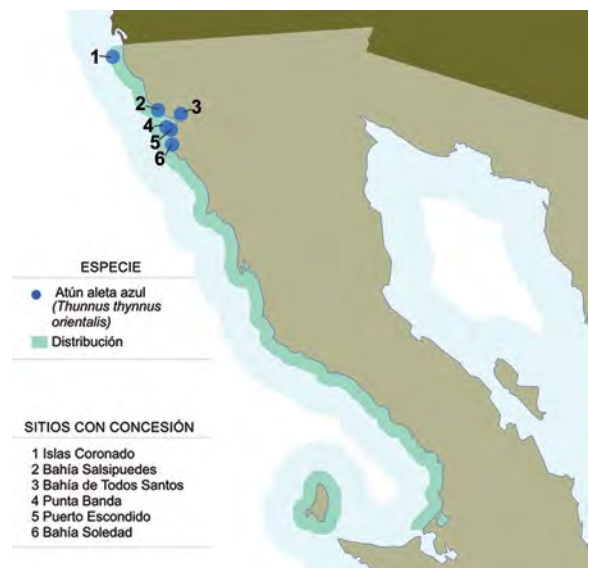 1
2
3
4
5
6
ESPECIE
Atún aleta azul
(Thunnus thynnus
orientalis)
Distribución
SITIOS CON CONCESIÓN
1 Islas Coronado
2 Bahía Salsipuedes
3 Bahía de Todos Santos
4 Punta Banda
5 Puerto Escondido
6 Bahía Soledad